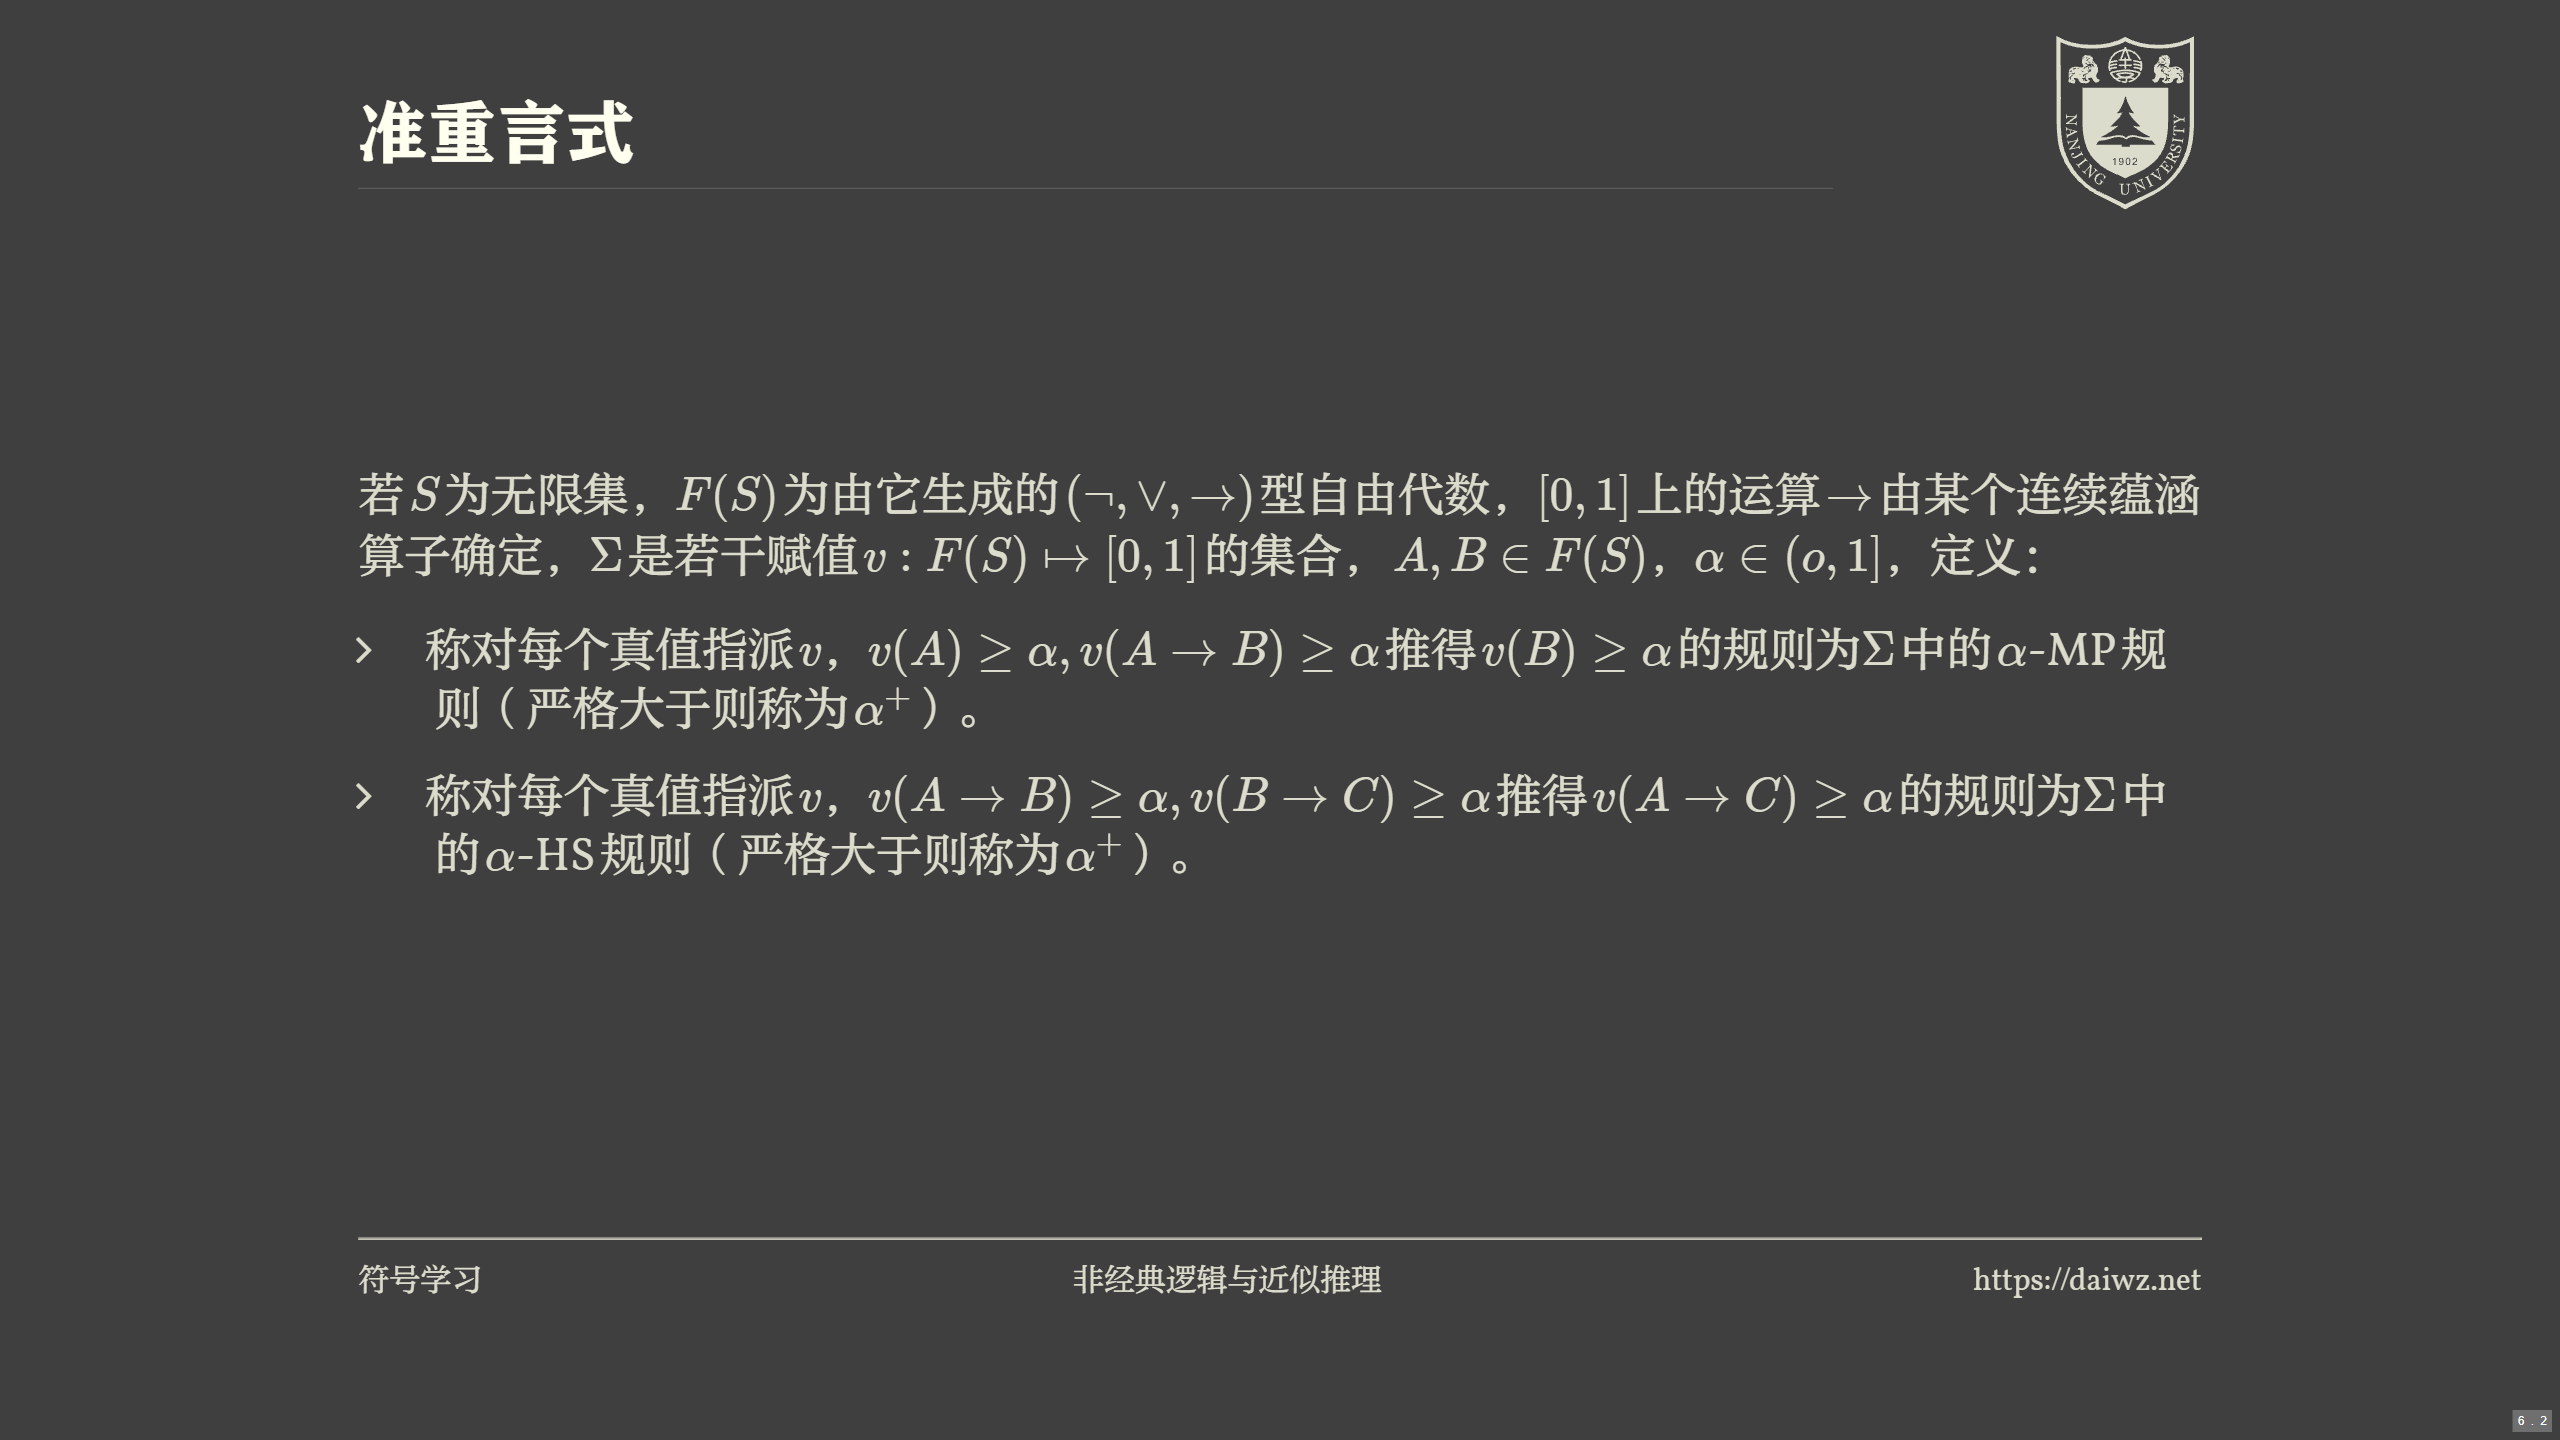 准重言式
NANJING UNIVERSITY
1902
若S为无限集，F(S)为由它生成的(¬,∨,→)型自由代数，[0,1]上的运算→由某个连续蕴涵
算子确定，Σ是若干赋值v : F(S) ↦ [0,1]的集合，A, B ∈ F(S)，α ∈ (o,1]，定义：
› 称对每个真值指派v，v(A) ≥ α, v(A → B) ≥ α推得v(B) ≥ α的规则为Σ中的α-MP规
则（严格大于则称为α⁺）。
› 称对每个真值指派v，v(A → B) ≥ α, v(B → C) ≥ α推得v(A → C) ≥ α的规则为Σ中
的α-HS规则（严格大于则称为α⁺）。
符号学习 非经典逻辑与近似推理 https://daiwz.net
6 . 2